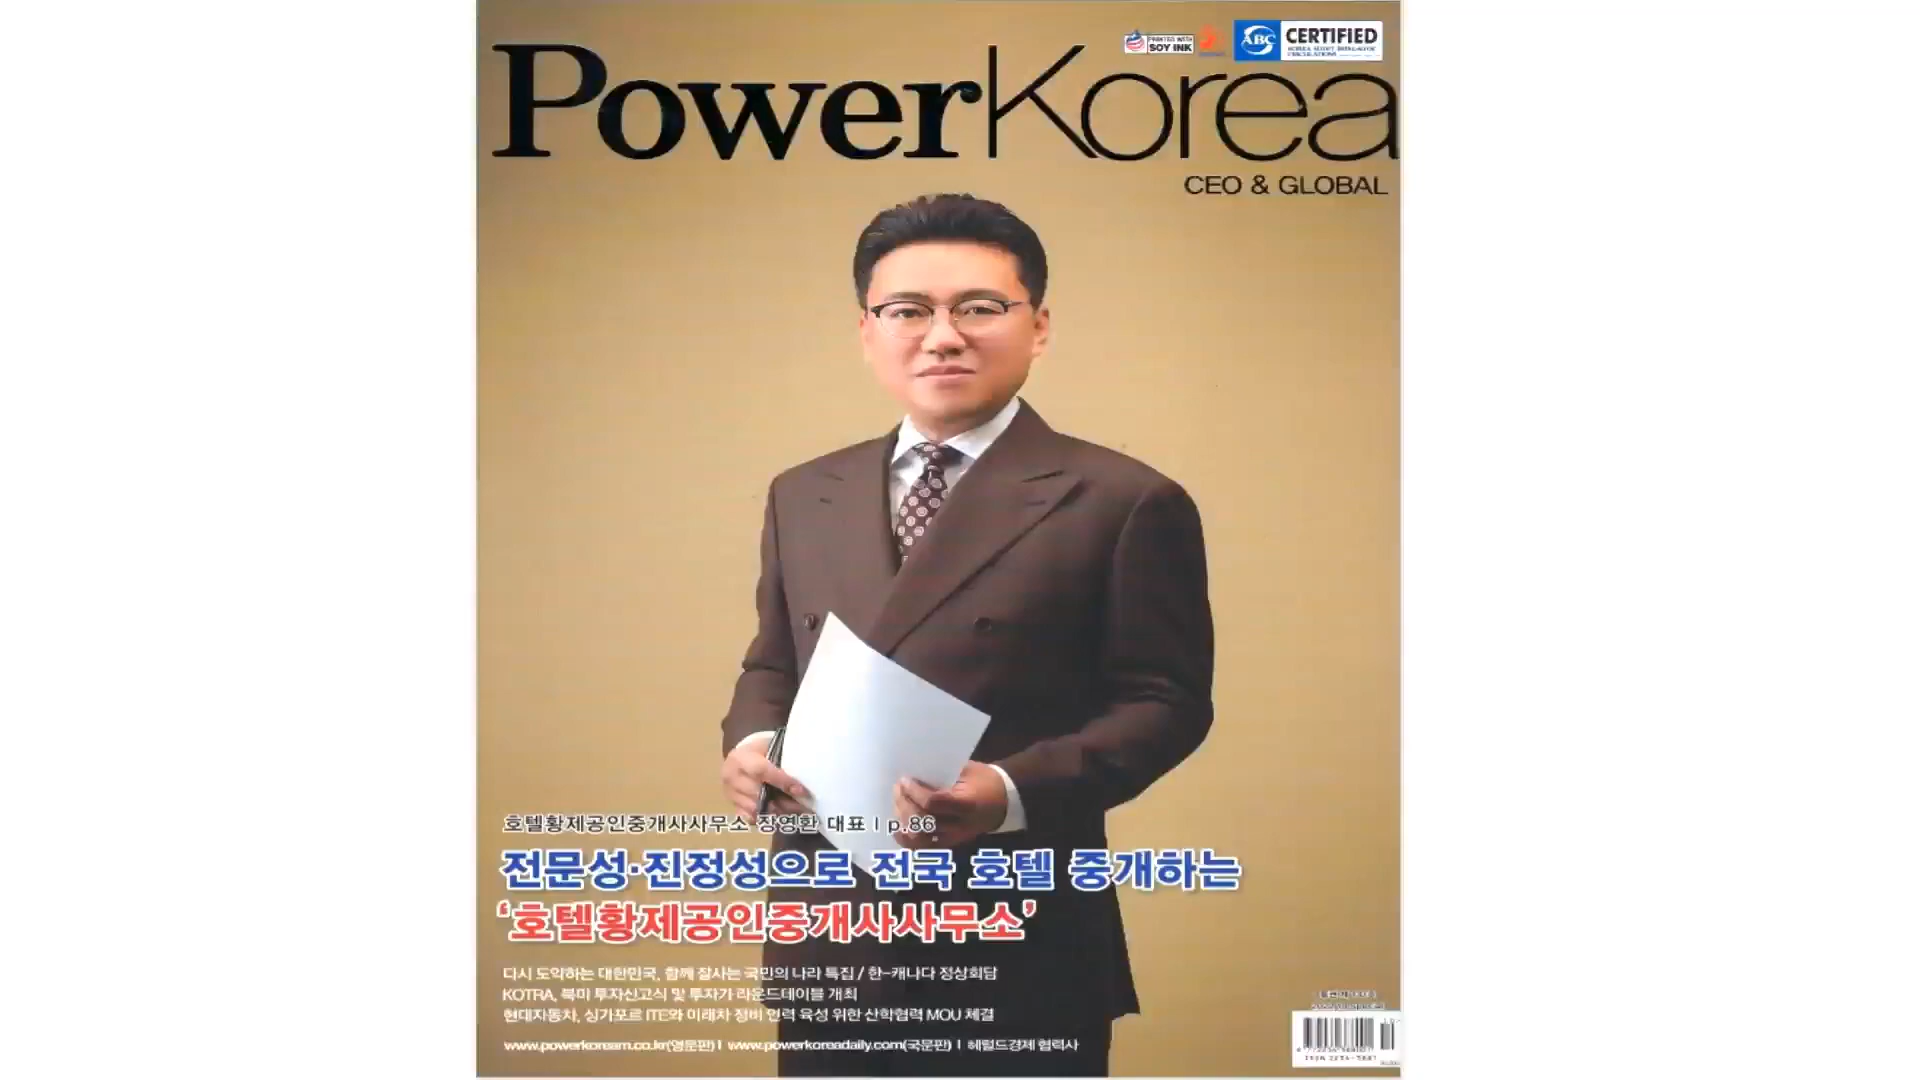 PRINTED WITH
SOY INK
ABC
CERTIFIED
PowerKorea
CEO & GLOBAL
호텔황제공인중개사사무소 장영환 대표 I p.86
전문성·진정성으로 전국 호텔 중개하는
‘호텔황제공인중개사사무소’
다시 도약하는 대한민국, 함께 잘사는 국민의 나라 특집 / 한-캐나다 정상회담
KOTRA, 북미 투자신고식 및 투자가 라운드테이블 개최
현대자동차, 싱가포르 ITE와 미래차 정비 인력 육성 위한 산학협력 MOU 체결
www.powerkoream.co.kr(영문판) I www.powerkoreadaily.com(국문판) I 헤럴드경제 협력사